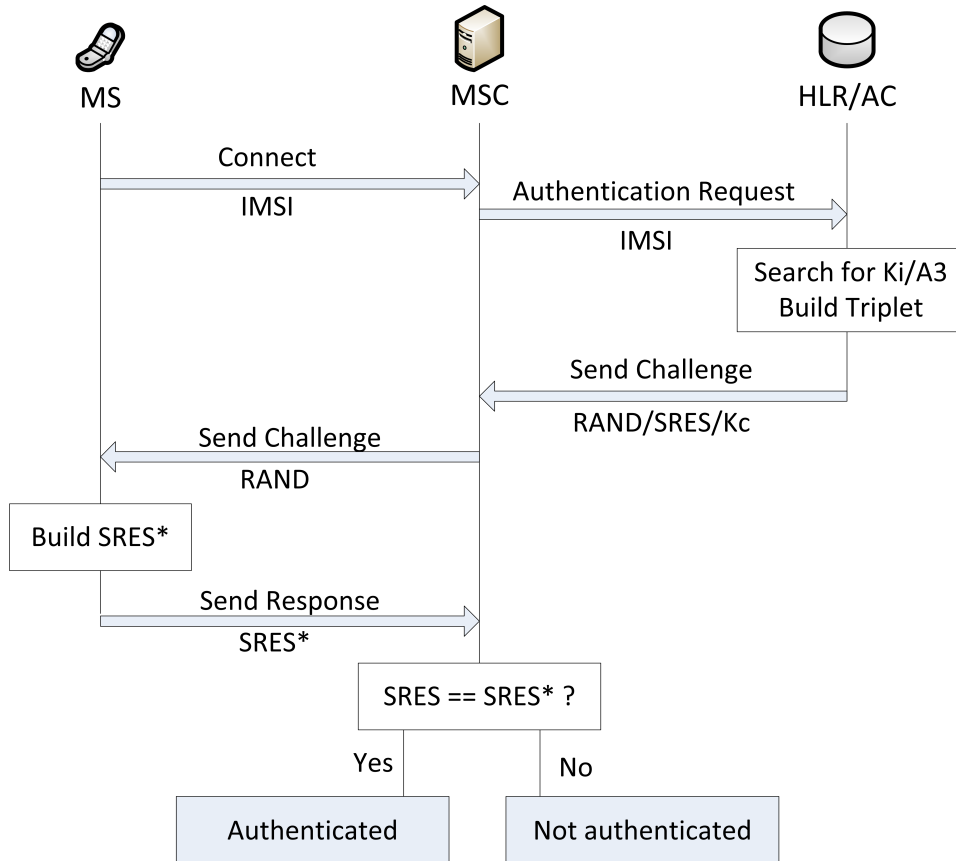 MS
MSC
HLR/AC
Connect
IMSI
Authentication Request
IMSI
Search for Ki/A3
Build Triplet
Send Challenge
RAND/SRES/Kc
Send Challenge
RAND
Build SRES*
Send Response
SRES*
SRES == SRES* ?
Yes
No
Authenticated
Not authenticated